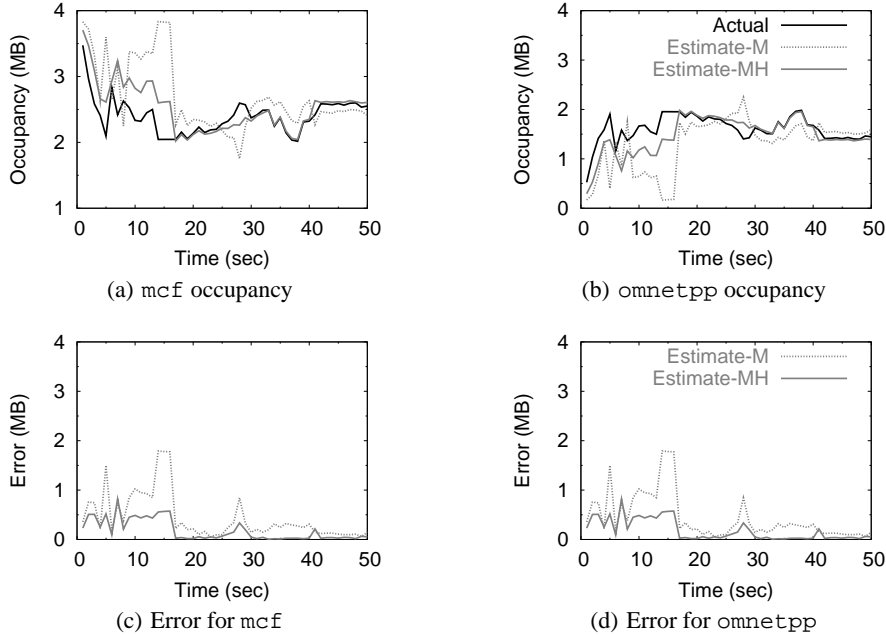 4
3
2
1
0 10 20 30 40 50
Occupancy (MB)
Time (sec)
(a) mcf occupancy
4
3
2
1
0
0 10 20 30 40 50
Occupancy (MB)
Time (sec)
Actual
Estimate-M
Estimate-MH
(b) omnetpp occupancy
4
3
2
1
0
0 10 20 30 40 50
Error (MB)
Time (sec)
(c) Error for mcf
4
3
2
1
0
0 10 20 30 40 50
Error (MB)
Time (sec)
Estimate-M
Estimate-MH
(d) Error for omnetpp